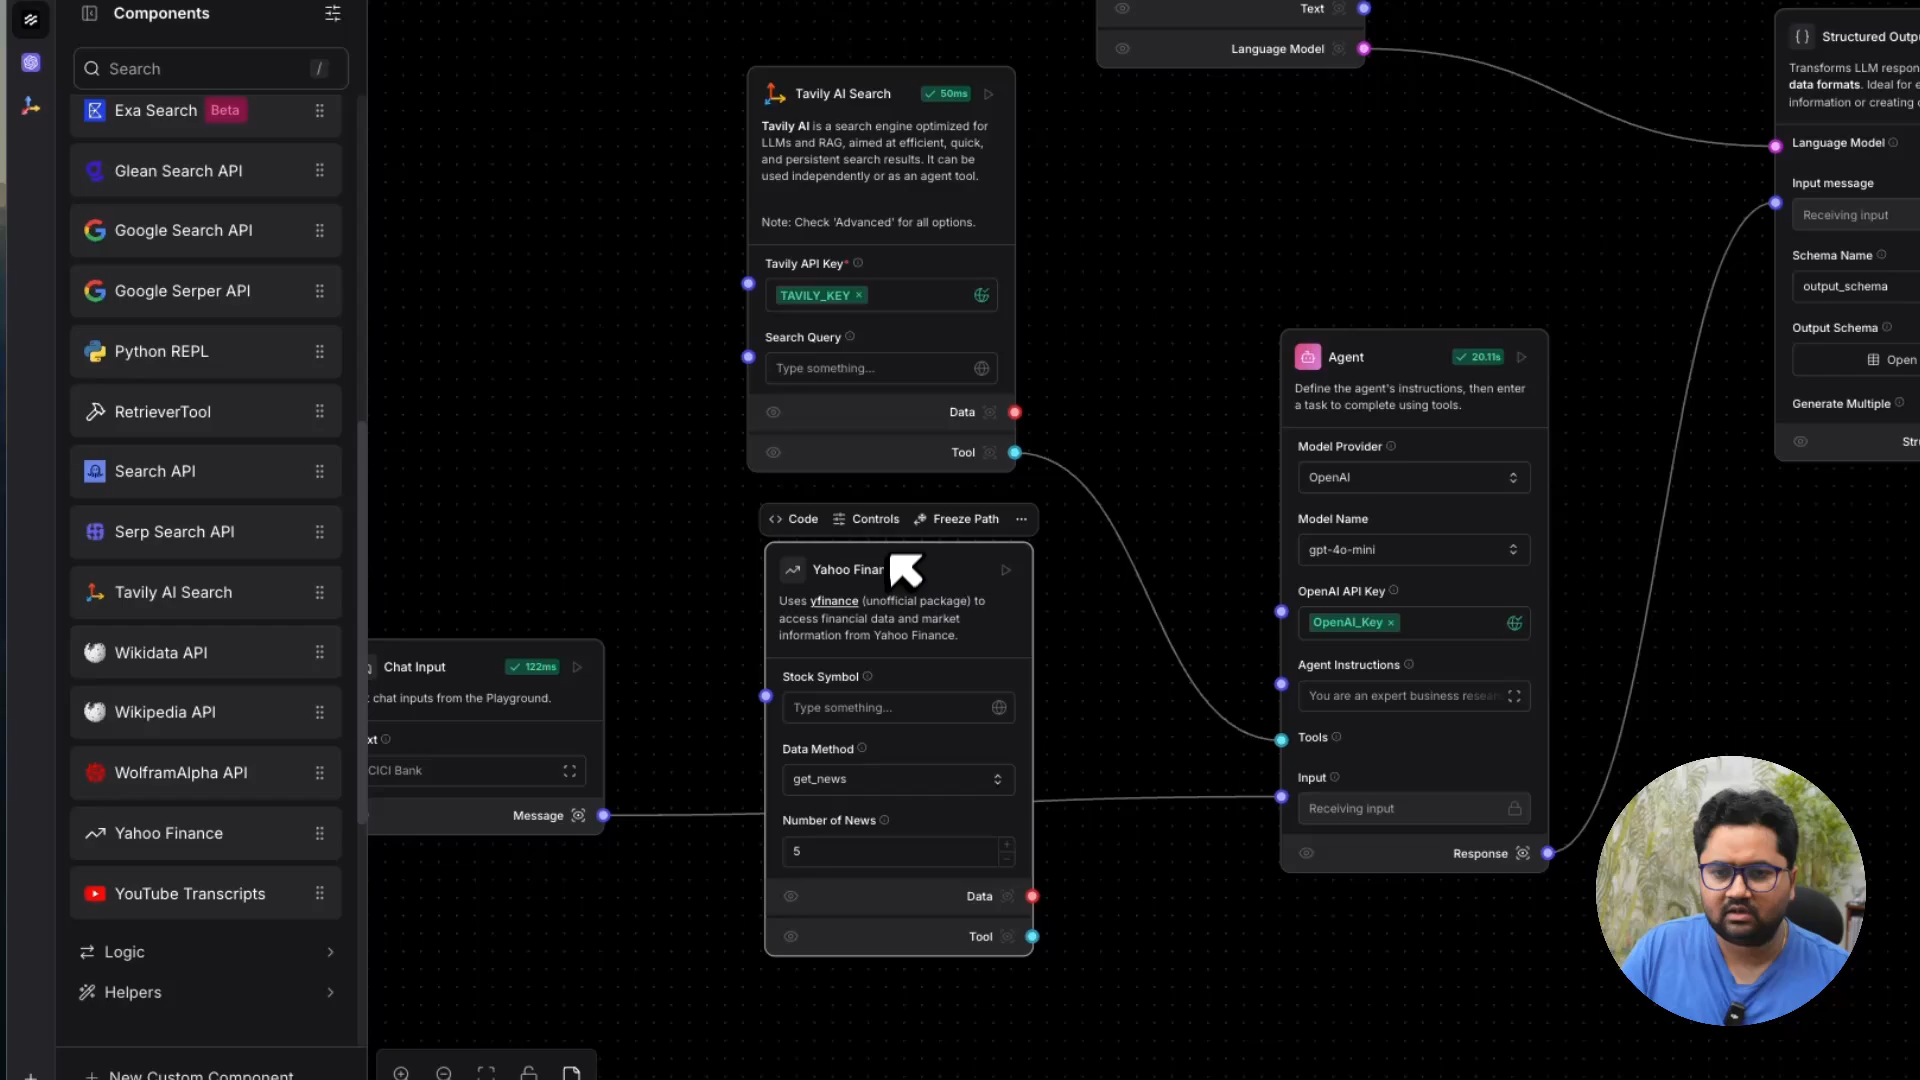 Components
Search
/
Exa Search
Beta
Glean Search API
Google Search API
Google Serper API
Python REPL
RetrieverTool
Search API
Serp Search API
Tavily AI Search
Wikidata API
Wikipedia API
WolframAlpha API
Yahoo Finance
YouTube Transcripts
Logic
Helpers
New Custom Component
Chat Input
122ms
chat inputs from the Playground.
xt
CICI Bank
Message
Tavily AI Search
50ms
Tavily AI is a search engine optimized for
LLMs and RAG, aimed at efficient, quick,
and persistent search results. It can be
used independently or as an agent tool.
Note: Check 'Advanced' for all options.
Tavily API Key*
TAVILY_KEY ×
Search Query
Type something...
Data
Tool
Code
Controls
Freeze Path
...
Yahoo Finan
Uses yfinance (unofficial package) to
access financial data and market
information from Yahoo Finance.
Stock Symbol
Type something...
Data Method
get_news
Number of News
5
Data
Tool
Text
Language Model
Agent
20.11s
Define the agent's instructions, then enter
a task to complete using tools.
Model Provider
OpenAI
Model Name
gpt-4o-mini
OpenAI API Key
OpenAI_Key ×
Agent Instructions
You are an expert business resear
Tools
Input
Receiving input
Response
Structured Outpu
Transforms LLM respon
data formats. Ideal for e
information or creating
Language Model
Input message
Receiving input
Schema Name
output_schema
Output Schema
Open
Generate Multiple
Str